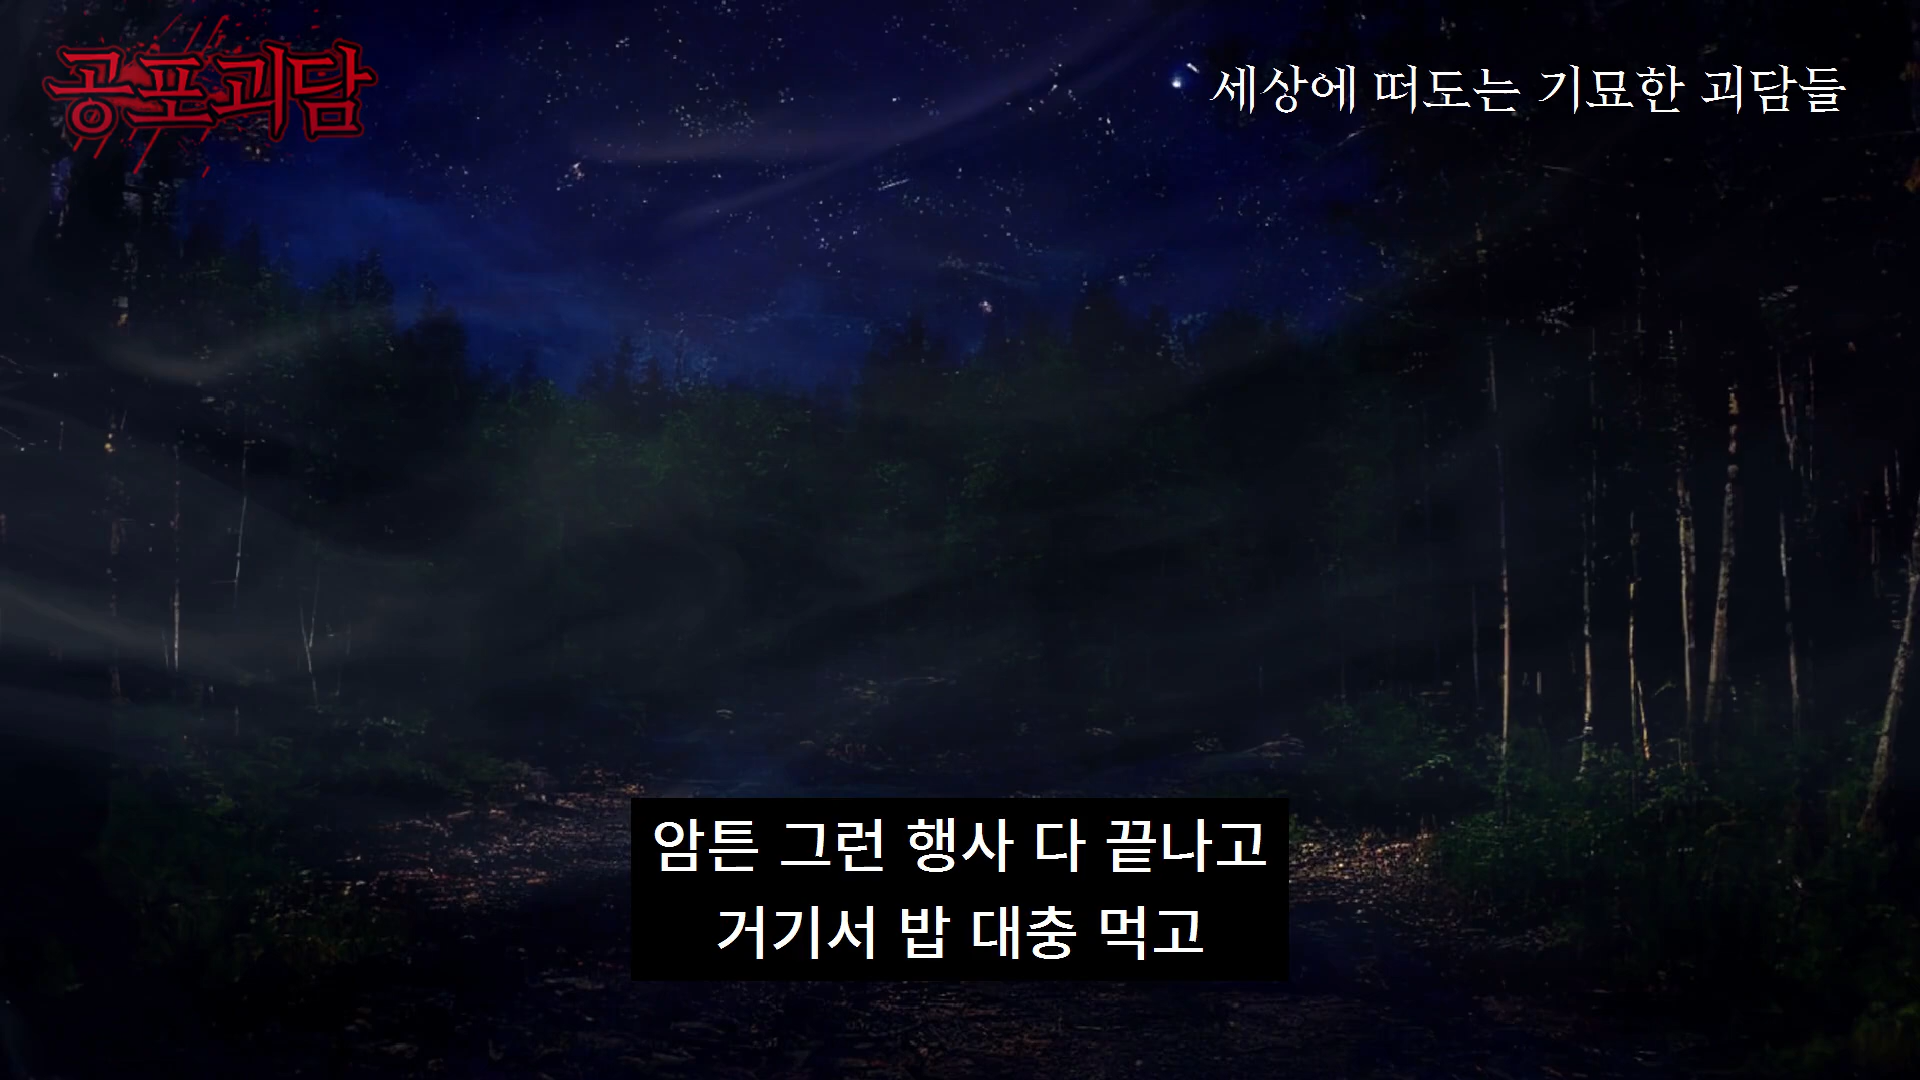 공포괴담
세상에 떠도는 기묘한 괴담들
암튼 그런 행사 다 끝나고
거기서 밥 대충 먹고